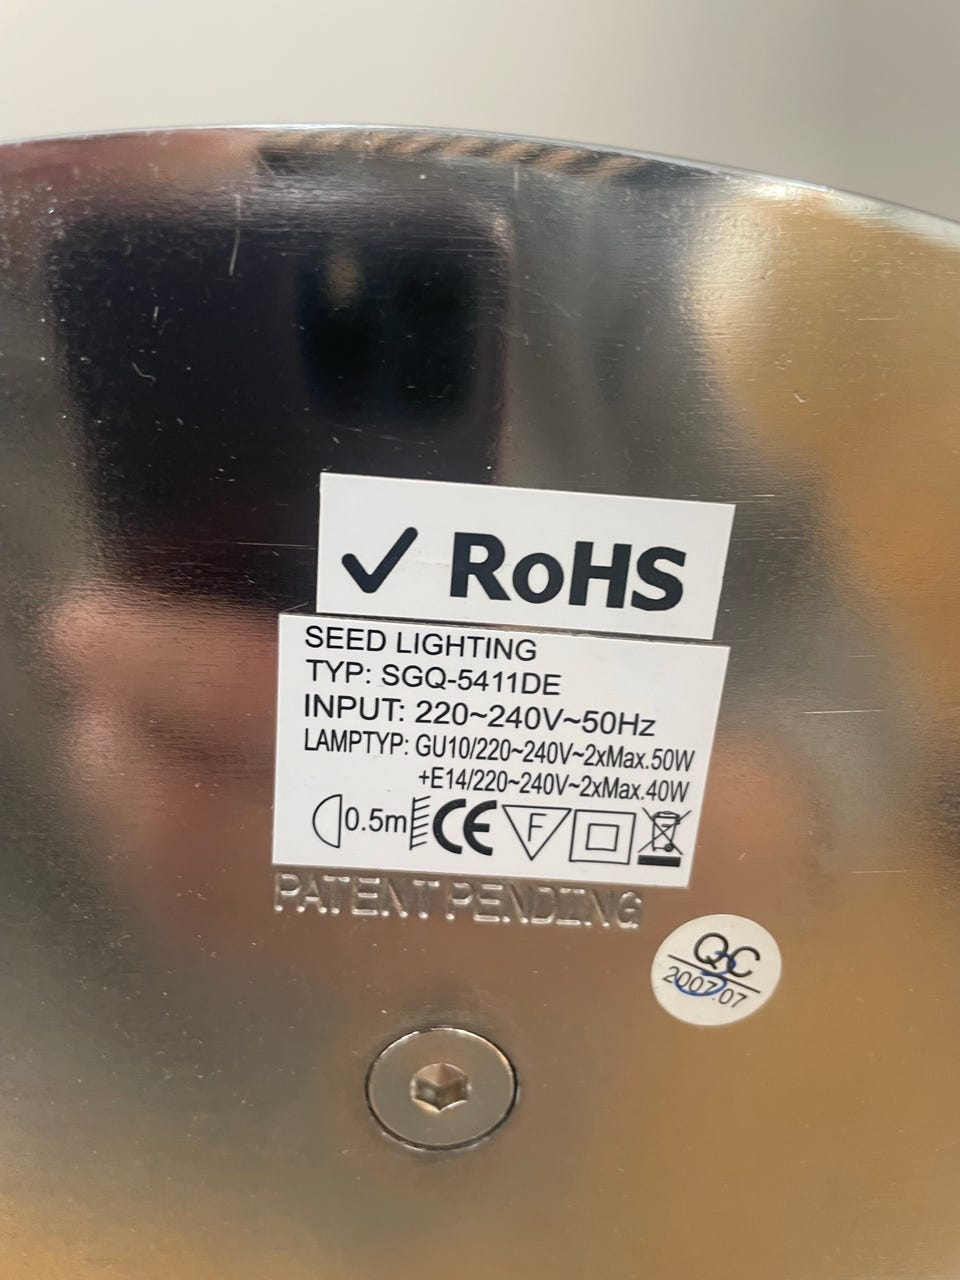 ✓ RoHS
SEED LIGHTING
TYP: SGQ-5411DE
INPUT: 220~240V~50Hz
LAMPTYP: GU10/220~240V~2xMax.50W
+E14/220~240V~2xMax.40W
0.5m CE F
PATENT PENDING
QC
2007.07